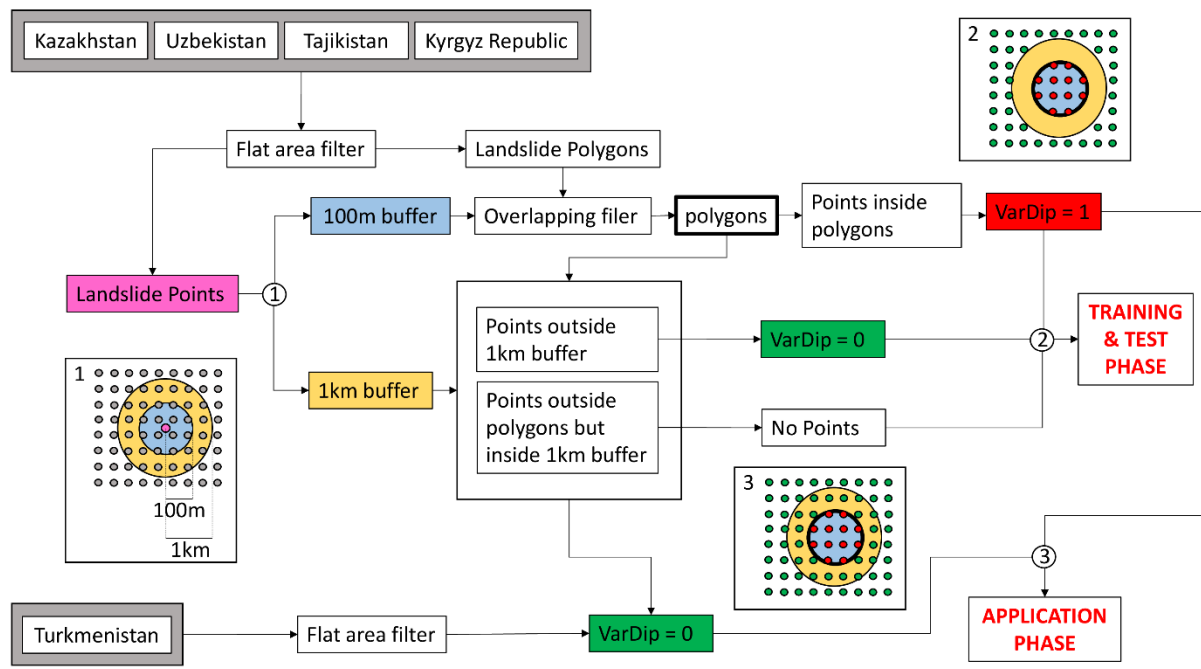 Kazakhstan
Uzbekistan
Tajikistan
Kyrgyz Republic
2
Flat area filter
Landslide Polygons
100m buffer
Overlapping filer
polygons
Points inside
polygons
VarDip = 1
Landslide Points
1
Points outside
1km buffer
VarDip = 0
2
TRAINING
& TEST
PHASE
1km buffer
Points outside
polygons but
inside 1km buffer
No Points
1
100m
1km
3
3
Turkmenistan
Flat area filter
VarDip = 0
APPLICATION
PHASE